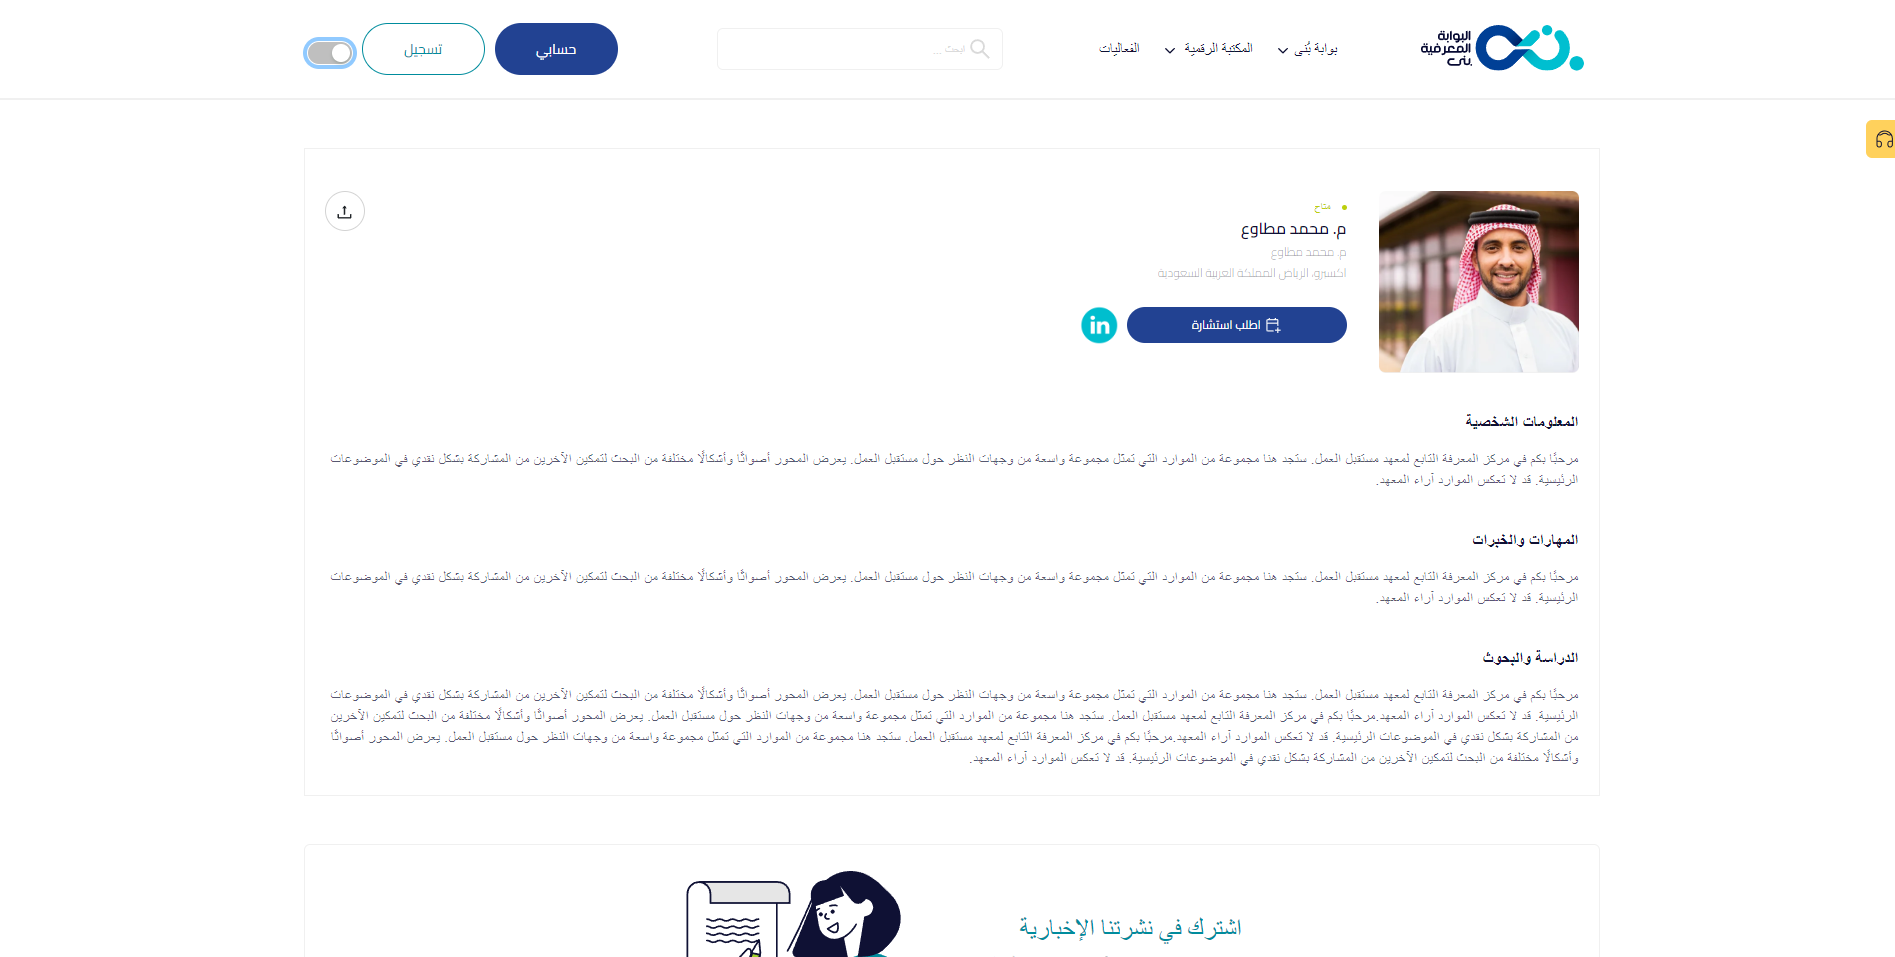 البوابة
المعرفية
بنى
بوابة بُنى
المكتبة الرقمية
الفعاليات
ابحث ...
حسابي
تسجيل
متاح
م. محمد مطاوع
م. محمد مطاوع
اكسبرو، الرياض المملكة العربية السعودية
اطلب استشارة
in
المعلومات الشخصية
مرحبًا بكم في مركز المعرفة التابع لمعهد مستقبل العمل. ستجد هنا مجموعة من الموارد التي تمثل مجموعة واسعة من وجهات النظر حول مستقبل العمل. يعرض المحور أصواتًا وأشكالًا مختلفة من البحث لتمكين الآخرين من المشاركة بشكل نقدي في الموضوعات
الرئيسية. قد لا تعكس الموارد آراء المعهد.
المهارات والخبرات
مرحبًا بكم في مركز المعرفة التابع لمعهد مستقبل العمل. ستجد هنا مجموعة من الموارد التي تمثل مجموعة واسعة من وجهات النظر حول مستقبل العمل. يعرض المحور أصواتًا وأشكالًا مختلفة من البحث لتمكين الآخرين من المشاركة بشكل نقدي في الموضوعات
الرئيسية. قد لا تعكس الموارد آراء المعهد.
الدراسة والبحوث
مرحبًا بكم في مركز المعرفة التابع لمعهد مستقبل العمل. ستجد هنا مجموعة من الموارد التي تمثل مجموعة واسعة من وجهات النظر حول مستقبل العمل. يعرض المحور أصواتًا وأشكالًا مختلفة من البحث لتمكين الآخرين من المشاركة بشكل نقدي في الموضوعات
الرئيسية. قد لا تعكس الموارد آراء المعهد.مرحبًا بكم في مركز المعرفة التابع لمعهد مستقبل العمل. ستجد هنا مجموعة من الموارد التي تمثل مجموعة واسعة من وجهات النظر حول مستقبل العمل. يعرض المحور أصواتًا وأشكالًا مختلفة من البحث لتمكين الآخرين
من المشاركة بشكل نقدي في الموضوعات الرئيسية. قد لا تعكس الموارد آراء المعهد.مرحبًا بكم في مركز المعرفة التابع لمعهد مستقبل العمل. ستجد هنا مجموعة من الموارد التي تمثل مجموعة واسعة من وجهات النظر حول مستقبل العمل. يعرض المحور أصواتًا
وأشكالًا مختلفة من البحث لتمكين الآخرين من المشاركة بشكل نقدي في الموضوعات الرئيسية. قد لا تعكس الموارد آراء المعهد.
اشترك في نشرتنا الإخبارية